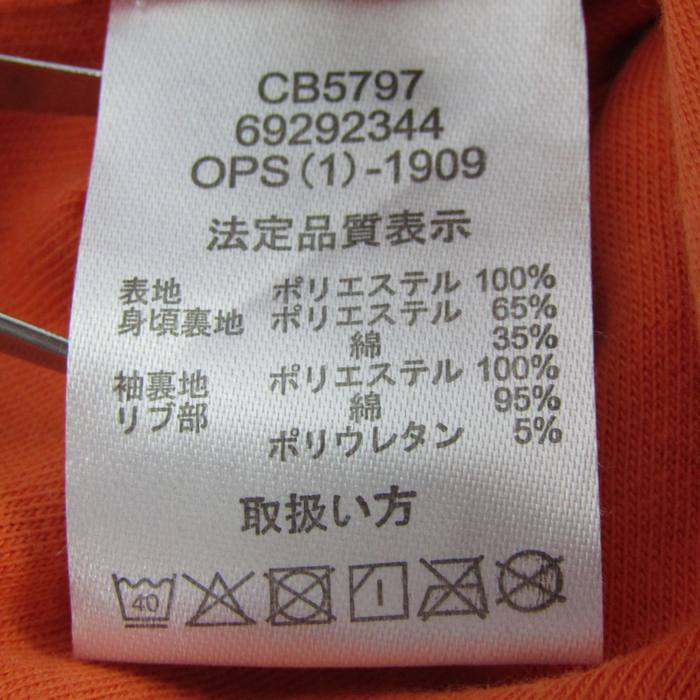 CB5797
69292344
OPS(1)-1909
法定品質表示
表地 ポリエステル 100%
身頃裏地 ポリエステル 65%
綿 35%
袖裏地 ポリエステル 100%
リブ部 綿 95%
ポリウレタン 5%
取扱い方
40